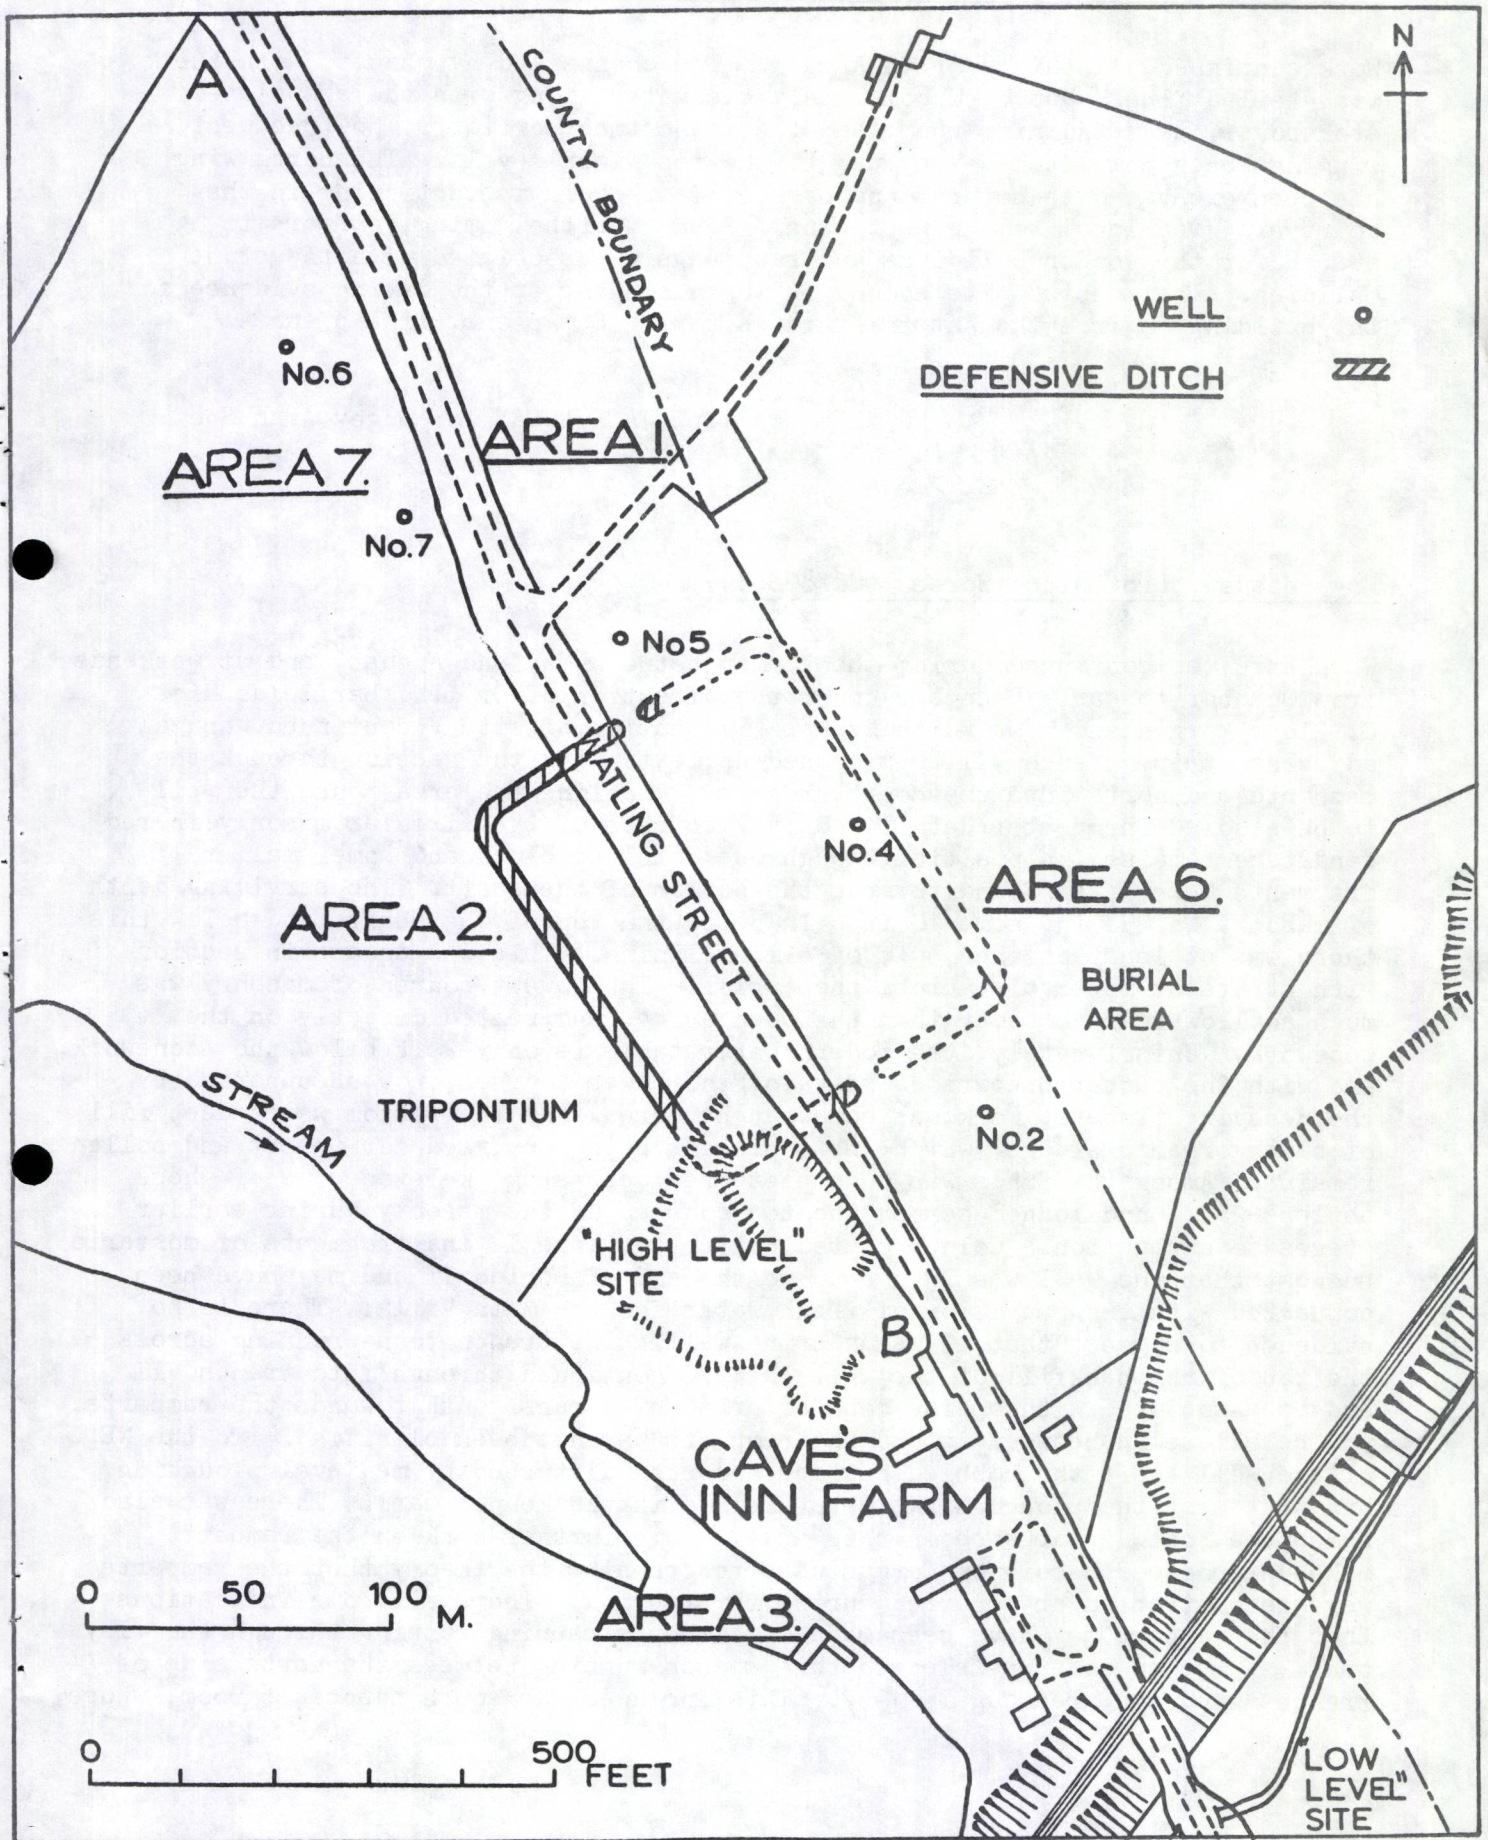 N
A
COUNTY
BOUNDARY
WELL
DEFENSIVE DITCH
No.6
AREA 1.
AREA 7.
No.7
No5
WATLING STREET
No.4
AREA 6.
AREA 2.
BURIAL
AREA
STREAM
TRIPONTIUM
No.2
"HIGH LEVEL"
SITE
B
CAVE'S
INN FARM
0 50 100 M.
AREA 3.
0 500 FEET
"LOW
LEVEL"
SITE